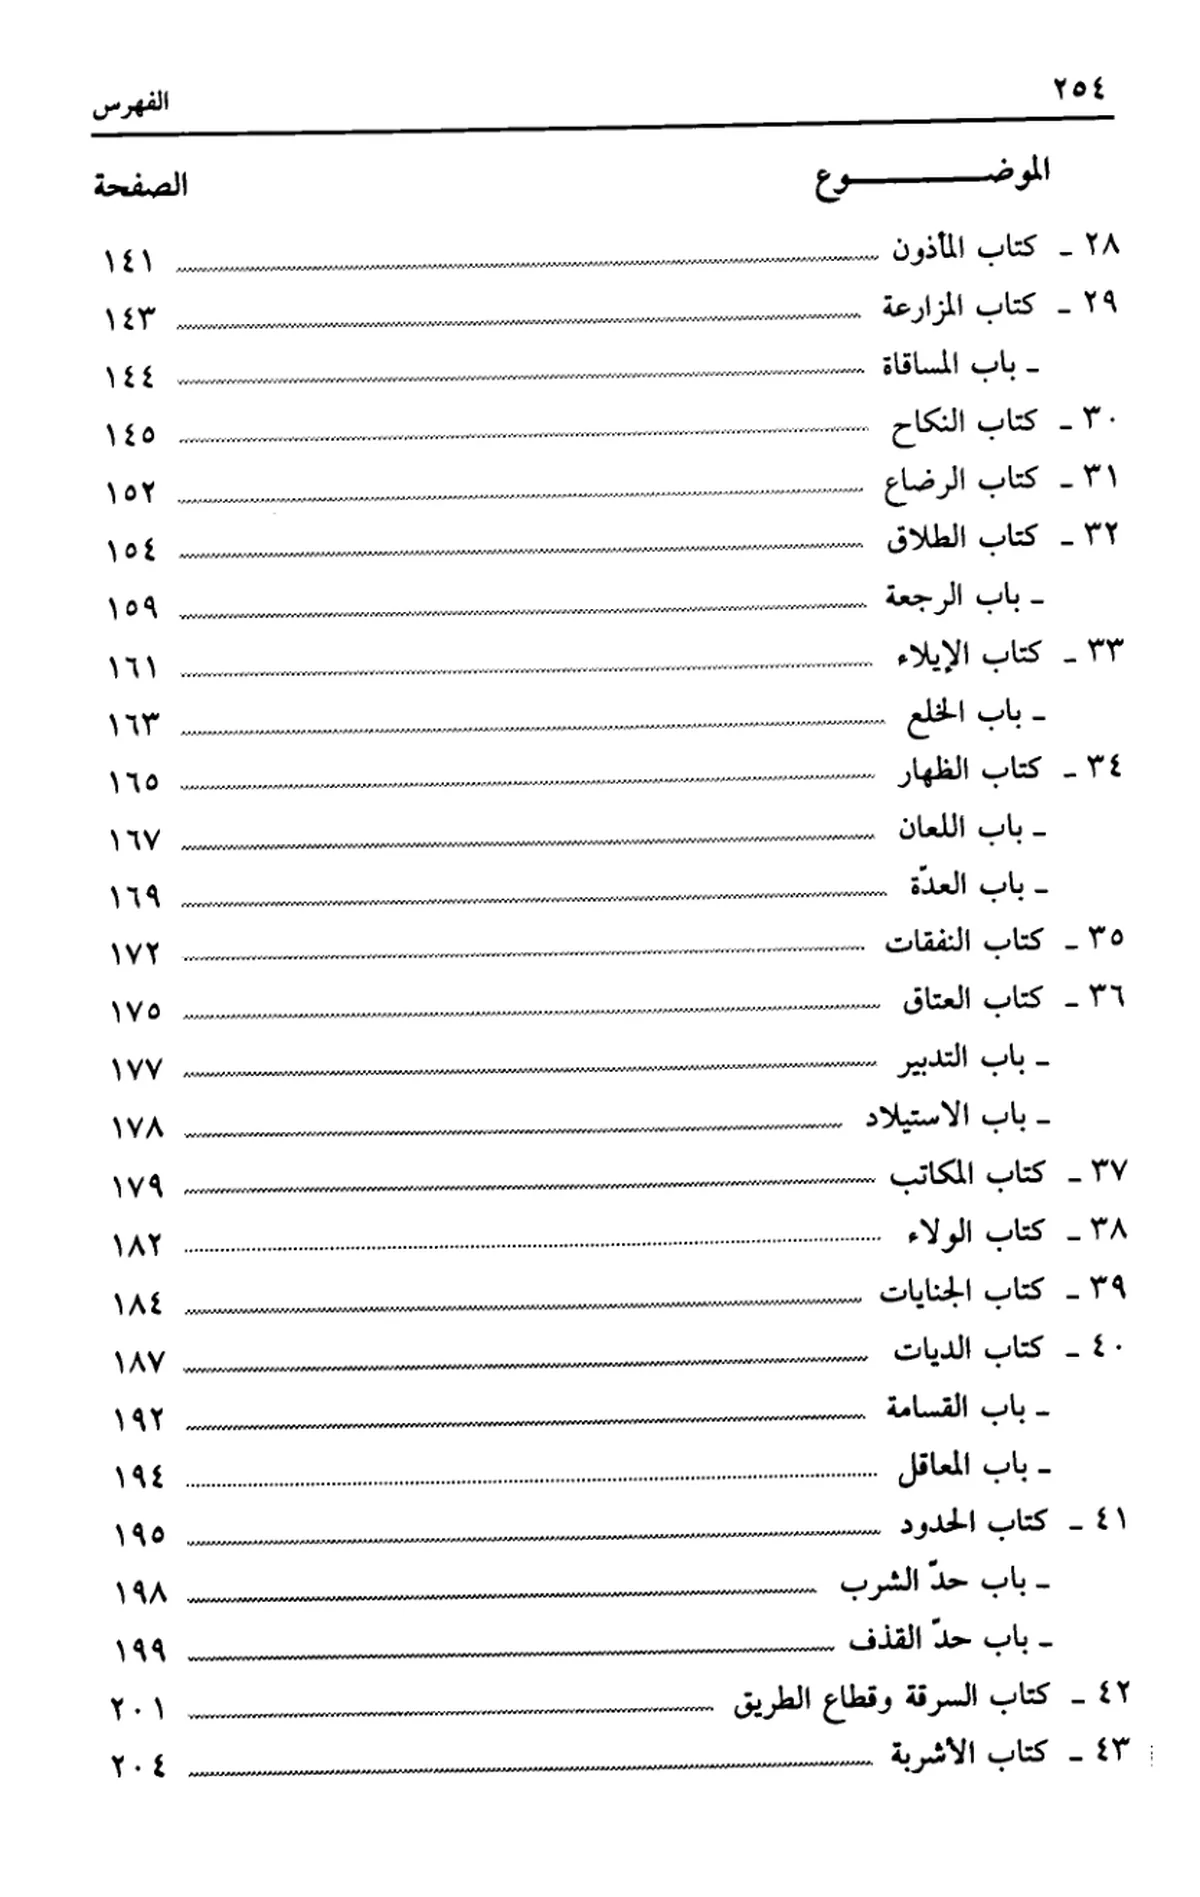 ٢٥٤ الفهرس
الموضــــــــوع الصفحة
٢٨ ـ كتاب المأذون ١٤١
٢٩ ـ كتاب المزارعة ١٤٣
ـ باب المساقاة ١٤٤
٣٠ ـ كتاب النكاح ١٤٥
٣١ ـ كتاب الرضاع ١٥٢
٣٢ ـ كتاب الطلاق ١٥٤
ـ باب الرجعة ١٥٩
٣٣ ـ كتاب الإيلاء ١٦١
ـ باب الخلع ١٦٣
٣٤ ـ كتاب الظهار ١٦٥
ـ باب اللعان ١٦٧
ـ باب العدّة ١٦٩
٣٥ ـ كتاب النفقات ١٧٢
٣٦ ـ كتاب العتاق ١٧٥
ـ باب التدبير ١٧٧
ـ باب الاستيلاد ١٧٨
٣٧ ـ كتاب المكاتب ١٧٩
٣٨ ـ كتاب الولاء ١٨٢
٣٩ ـ كتاب الجنايات ١٨٤
٤٠ ـ كتاب الديات ١٨٧
ـ باب القسامة ١٩٢
ـ باب المعاقل ١٩٤
٤١ ـ كتاب الحدود ١٩٥
ـ باب حدّ الشرب ١٩٨
ـ باب حدّ القذف ١٩٩
٤٢ ـ كتاب السرقة وقطاع الطريق ٢٠١
٤٣ ـ كتاب الأشربة ٢٠٤